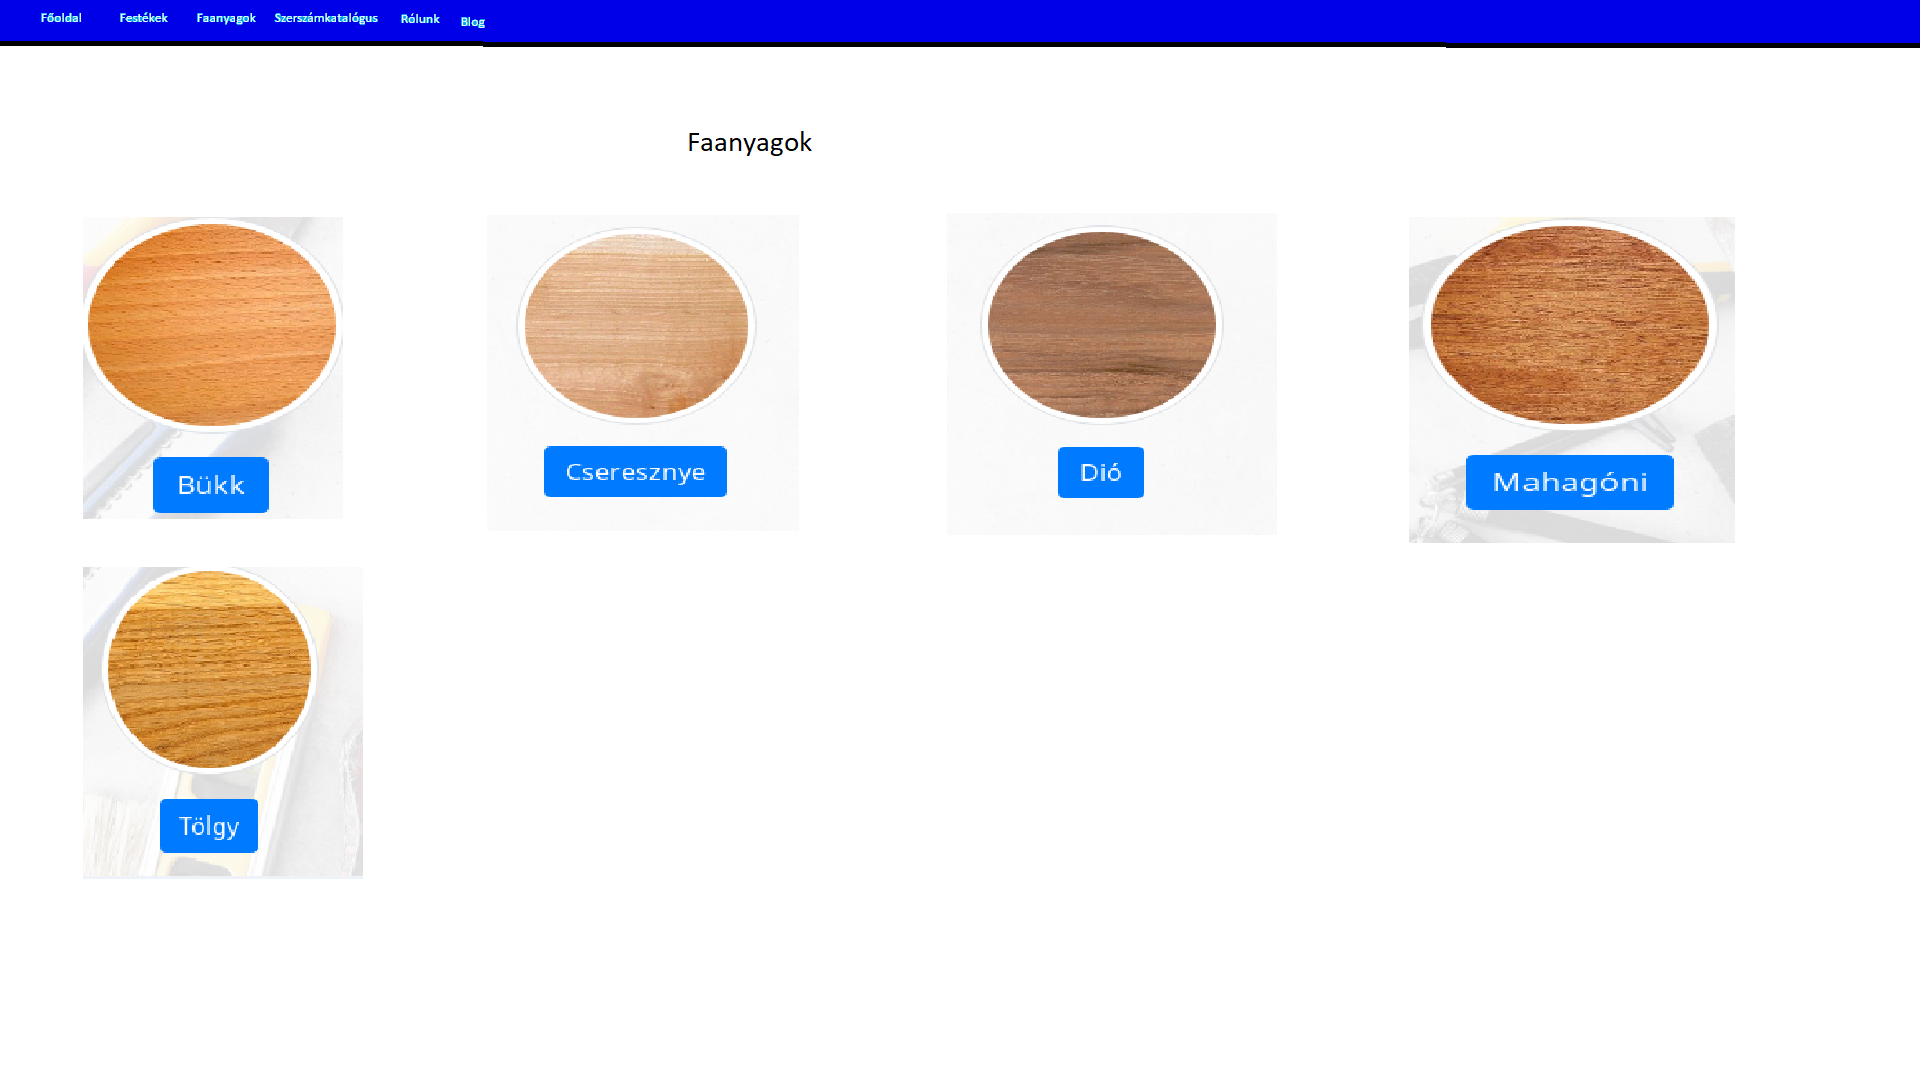 Főoldal Festékek Faanyagok Szerszámkatalógus Rólunk Blog
Faanyagok
Bükk Cseresznye Dió Mahagóni
Tölgy